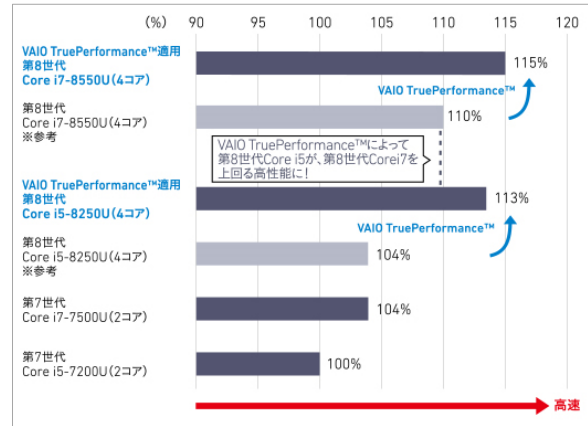 (%) 90 95 100 105 110 115 120
VAIO TruePerformance™適用
第8世代
Core i7-8550U(4コア)
115%
VAIO TruePerformance™
第8世代
Core i7-8550U(4コア)
※参考
110%
VAIO TruePerformance™によって
第8世代Core i5が、第8世代Corei7を
上回る高性能に!
VAIO TruePerformance™適用
第8世代
Core i5-8250U(4コア)
113%
VAIO TruePerformance™
第8世代
Core i5-8250U(4コア)
※参考
104%
第7世代
Core i7-7500U(2コア)
104%
第7世代
Core i5-7200U(2コア)
100%
高速